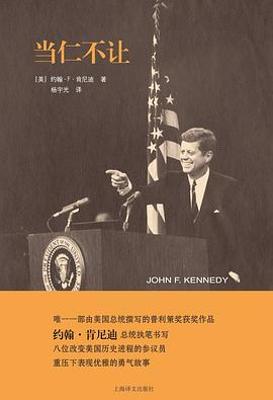 当仁不让
[美] 约翰·F·肯尼迪 著
杨宇光 译
JOHN F. KENNEDY
唯一一部由美国总统撰写的普利策奖获奖作品
约翰·肯尼迪 总统执笔书写
八位改变美国历史进程的参议员
重压下表现优雅的勇气故事
上海译文出版社